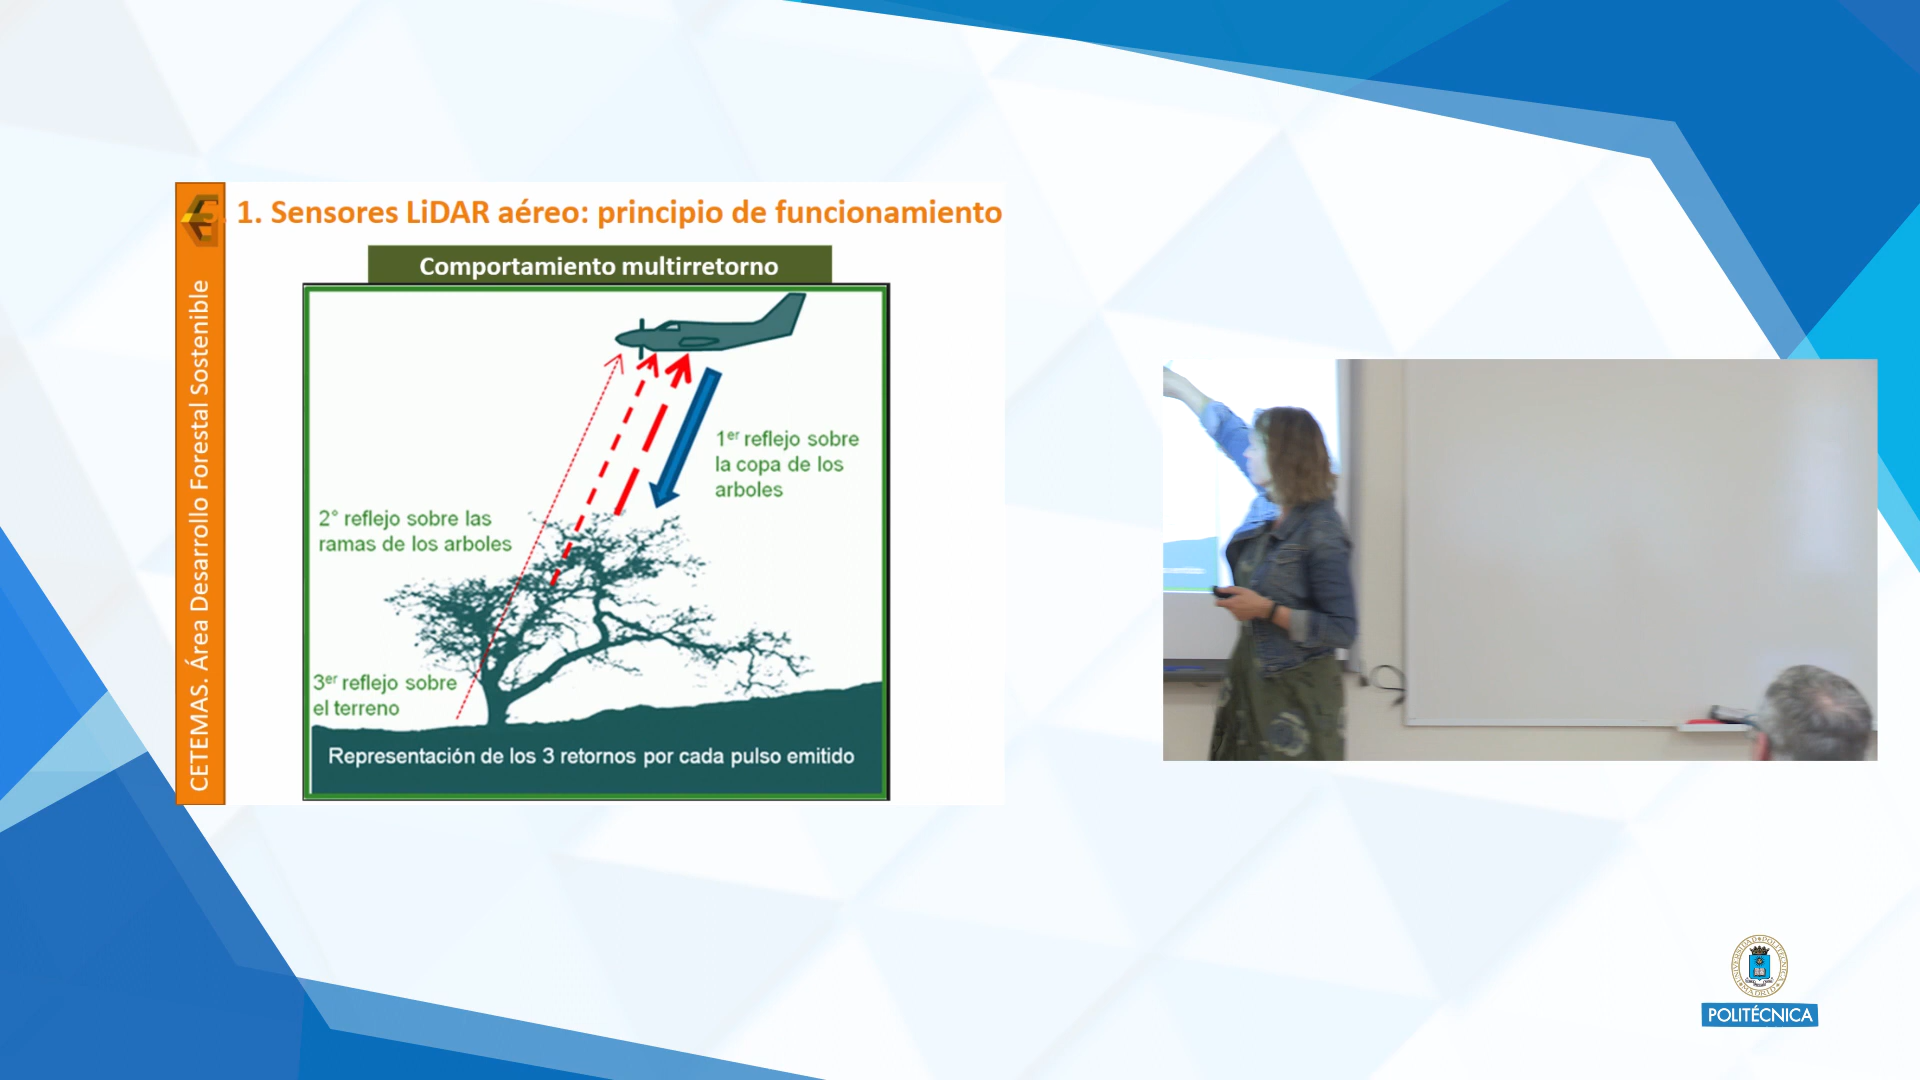 1. Sensores LiDAR aéreo: principio de funcionamiento
Comportamiento multirretorno
CETEMAS. Área Desarrollo Forestal Sostenible
1er reflejo sobre
la copa de los
arboles
2° reflejo sobre las
ramas de los arboles
3er reflejo sobre
el terreno
Representación de los 3 retornos por cada pulso emitido
POLITÉCNICA